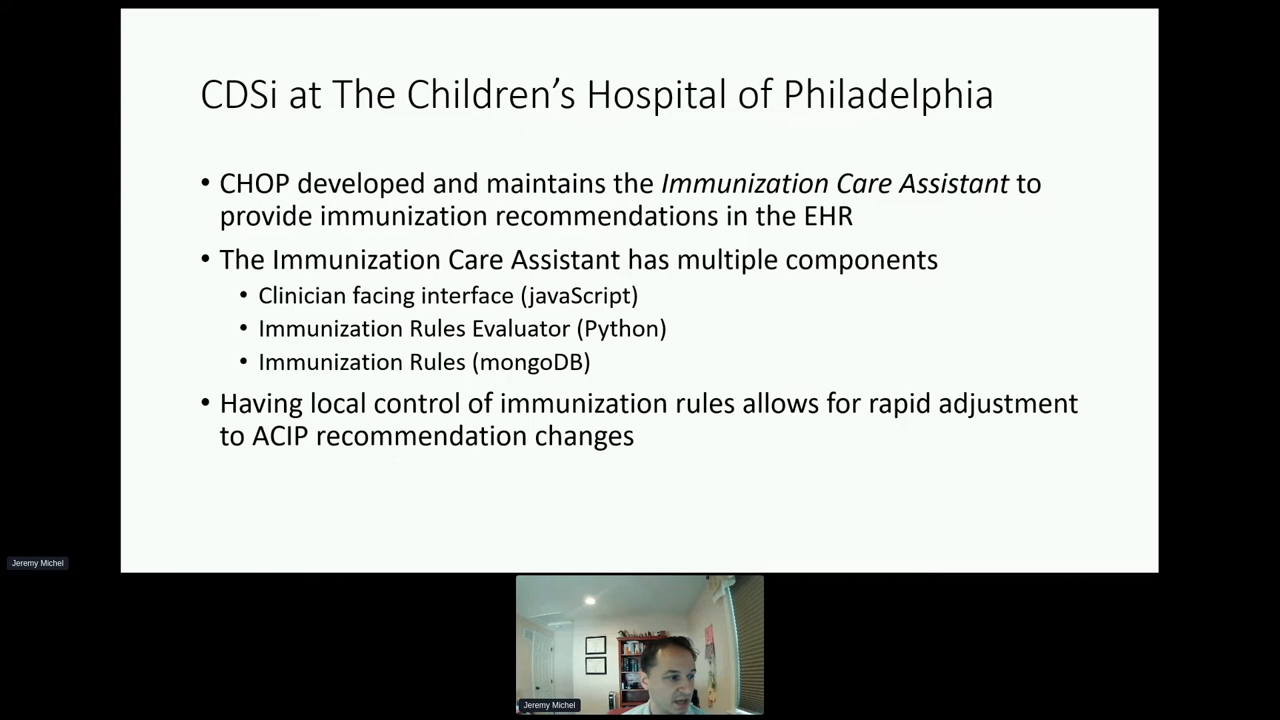 CDSi at The Children's Hospital of Philadelphia
• CHOP developed and maintains the Immunization Care Assistant to
provide immunization recommendations in the EHR
• The Immunization Care Assistant has multiple components
• Clinician facing interface (javaScript)
• Immunization Rules Evaluator (Python)
• Immunization Rules (mongoDB)
• Having local control of immunization rules allows for rapid adjustment
to ACIP recommendation changes
Jeremy Michel
Jeremy Michel